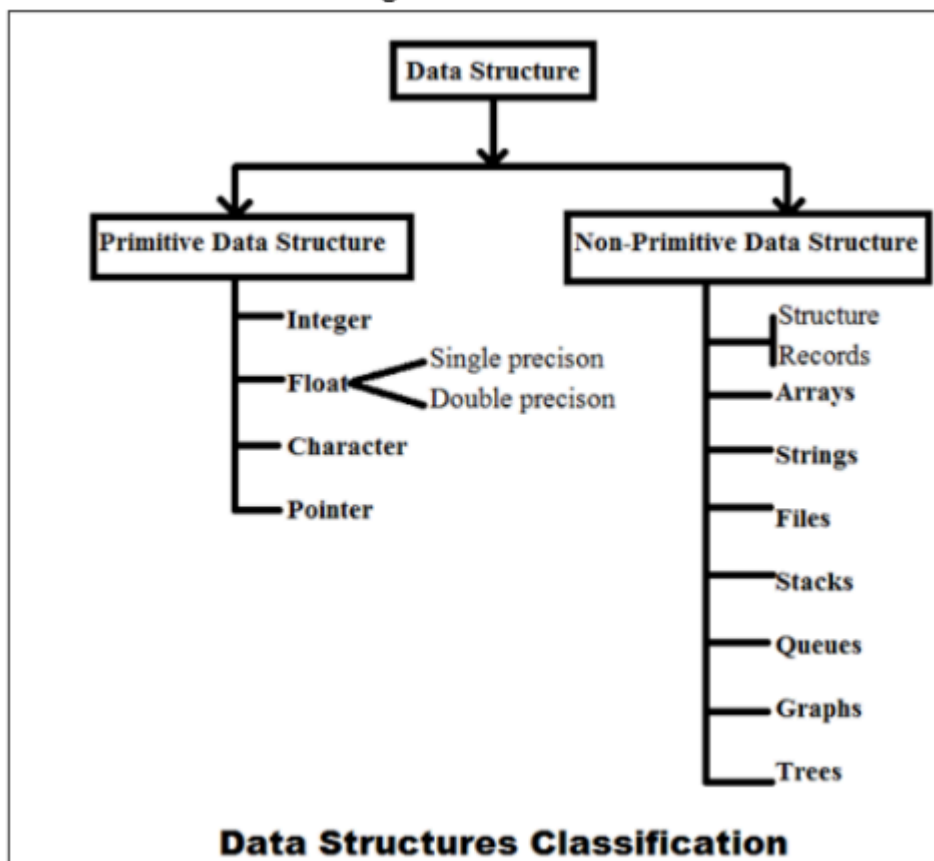 Data Structure
Primitive Data Structure
Non-Primitive Data Structure
Integer
Float
Single precison
Double precison
Character
Pointer
Structure
Records
Arrays
Strings
Files
Stacks
Queues
Graphs
Trees
Data Structures Classification